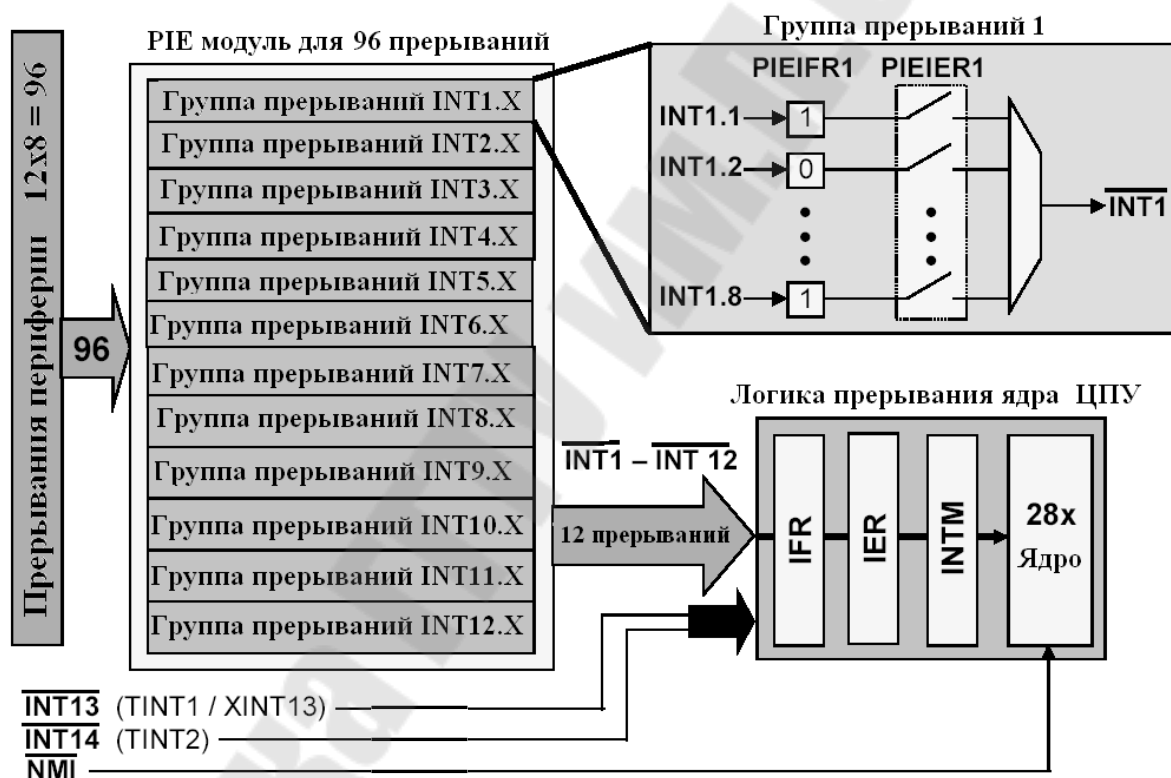 Прерывания периферии 12x8 = 96
96
PIE модуль для 96 прерываний
Группа прерываний INT1.X
Группа прерываний INT2.X
Группа прерываний INT3.X
Группа прерываний INT4.X
Группа прерываний INT5.X
Группа прерываний INT6.X
Группа прерываний INT7.X
Группа прерываний INT8.X
Группа прерываний INT9.X
Группа прерываний INT10.X
Группа прерываний INT11.X
Группа прерываний INT12.X
Группа прерываний 1
PIEIFR1 PIEIER1
INT1.1 1
INT1.2 0
INT1.8 1
INT1
INT1 – INT 12
12 прерываний
Логика прерывания ядра ЦПУ
IFR
IER
INTM
28x
Ядро
INT13 (TINT1 / XINT13)
INT14 (TINT2)
NMI